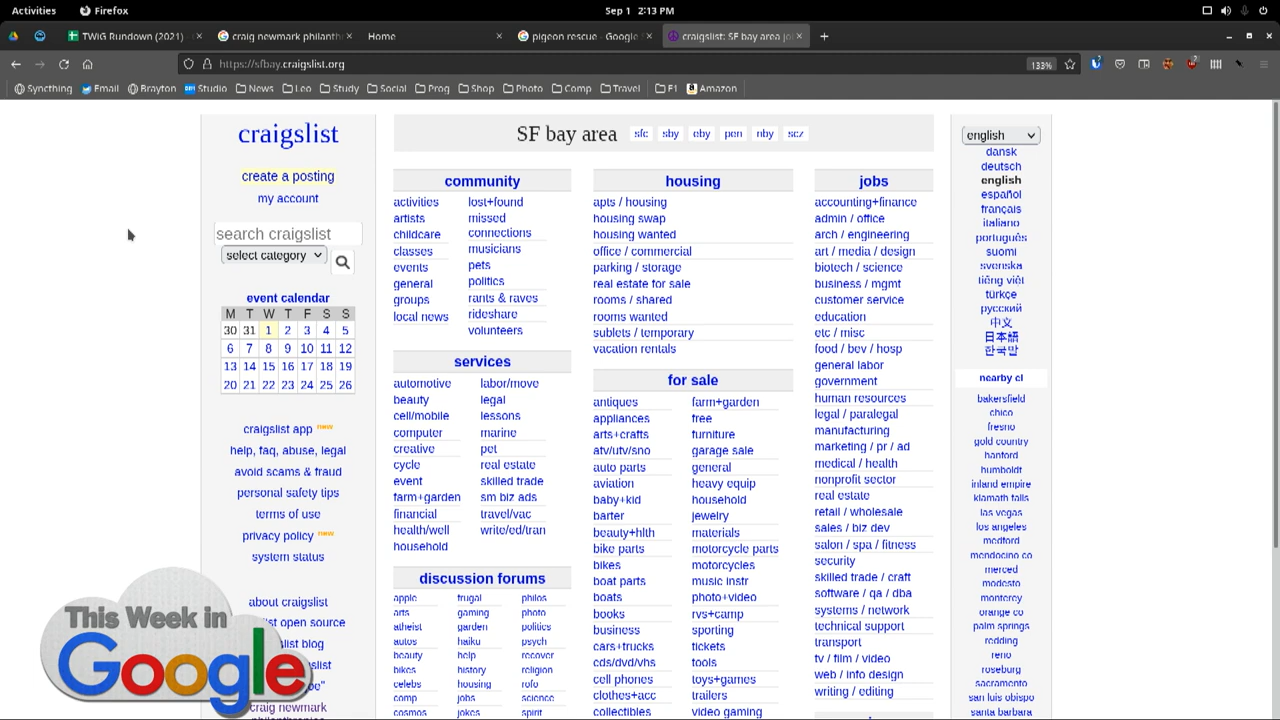 Activities
Firefox
Sep 1 2:13 PM
TWiG Rundown (2021) -
craig newmark philanth
Home
pigeon rescue - Google S
craigslist: SF bay area jo
https://sfbay.craigslist.org
133%
Syncthing
Email
Brayton
Studio
News
Leo
Study
Social
Prog
Shop
Photo
Comp
Travel
F1
Amazon
craigslist
create a posting
my account
search craigslist
select category
event calendar
M T W T F S S
30 31 1 2 3 4 5
6 7 8 9 10 11 12
13 14 15 16 17 18 19
20 21 22 23 24 25 26
craigslist app new
help, faq, abuse, legal
avoid scams & fraud
personal safety tips
terms of use
privacy policy new
system status
about craigslist
list open source
slist blog
slist
be"
craig newmark
philanthropies
This Week in
Google
SF bay area
sfc
sby
eby
pen
nby
scz
community
activities
artists
childcare
classes
events
general
groups
local news
lost+found
missed
connections
musicians
pets
politics
rants & raves
rideshare
volunteers
services
automotive
beauty
cell/mobile
computer
creative
cycle
event
farm+garden
financial
health/well
household
labor/move
legal
lessons
marine
pet
real estate
skilled trade
sm biz ads
travel/vac
write/ed/tran
discussion forums
apple
arts
atheist
autos
beauty
bikes
celebs
comp
cosmos
frugal
gaming
garden
haiku
help
history
housing
jobs
jokes
philos
photo
politics
psych
recover
religion
rofo
science
spirit
housing
apts / housing
housing swap
housing wanted
office / commercial
parking / storage
real estate for sale
rooms / shared
rooms wanted
sublets / temporary
vacation rentals
for sale
antiques
appliances
arts+crafts
atv/utv/sno
auto parts
aviation
baby+kid
barter
beauty+hlth
bike parts
bikes
boat parts
boats
books
business
cars+trucks
cds/dvd/vhs
cell phones
clothes+acc
collectibles
farm+garden
free
furniture
garage sale
general
heavy equip
household
jewelry
materials
motorcycle parts
motorcycles
music instr
photo+video
rvs+camp
sporting
tickets
tools
toys+games
trailers
video gaming
jobs
accounting+finance
admin / office
arch / engineering
art / media / design
biotech / science
business / mgmt
customer service
education
etc / misc
food / bev / hosp
general labor
government
human resources
legal / paralegal
manufacturing
marketing / pr / ad
medical / health
nonprofit sector
real estate
retail / wholesale
sales / biz dev
salon / spa / fitness
security
skilled trade / craft
software / qa / dba
systems / network
technical support
transport
tv / film / video
web / info design
writing / editing
english
dansk
deutsch
english
español
français
italiano
português
suomi
svenska
tiếng việt
türkçe
русский
中文
日本語
한국말
nearby cl
bakersfield
chico
fresno
gold country
hanford
humboldt
inland empire
klamath falls
las vegas
los angeles
medford
mendocino co
merced
modesto
monterey
orange co
palm springs
redding
reno
roseburg
sacramento
san luis obispo
santa barbara